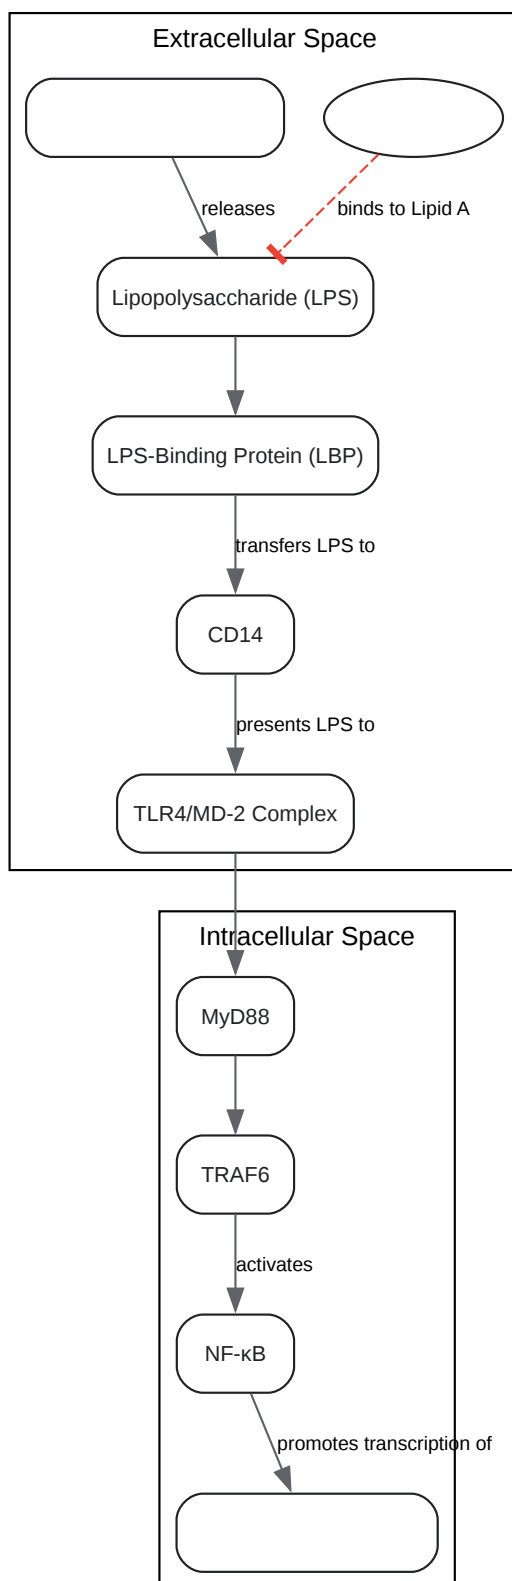 Extracellular Space
releases
binds to Lipid A
Lipopolysaccharide (LPS)
LPS-Binding Protein (LBP)
transfers LPS to
CD14
presents LPS to
TLR4/MD-2 Complex
Intracellular Space
MyD88
TRAF6
activates
NF-κB
promotes transcription of